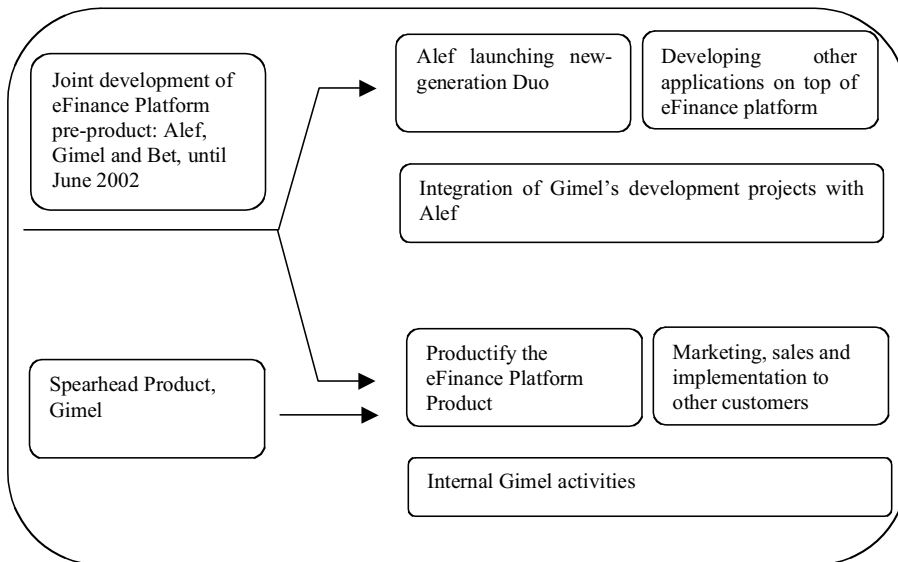 Joint development of
eFinance Platform
pre-product: Alef,
Gimel and Bet, until
June 2002
Alef launching new-
generation Duo
Developing other
applications on top of
eFinance platform
Integration of Gimel’s development projects with
Alef
Spearhead Product,
Gimel
Productify the
eFinance Platform
Product
Marketing, sales and
implementation to
other customers
Internal Gimel activities